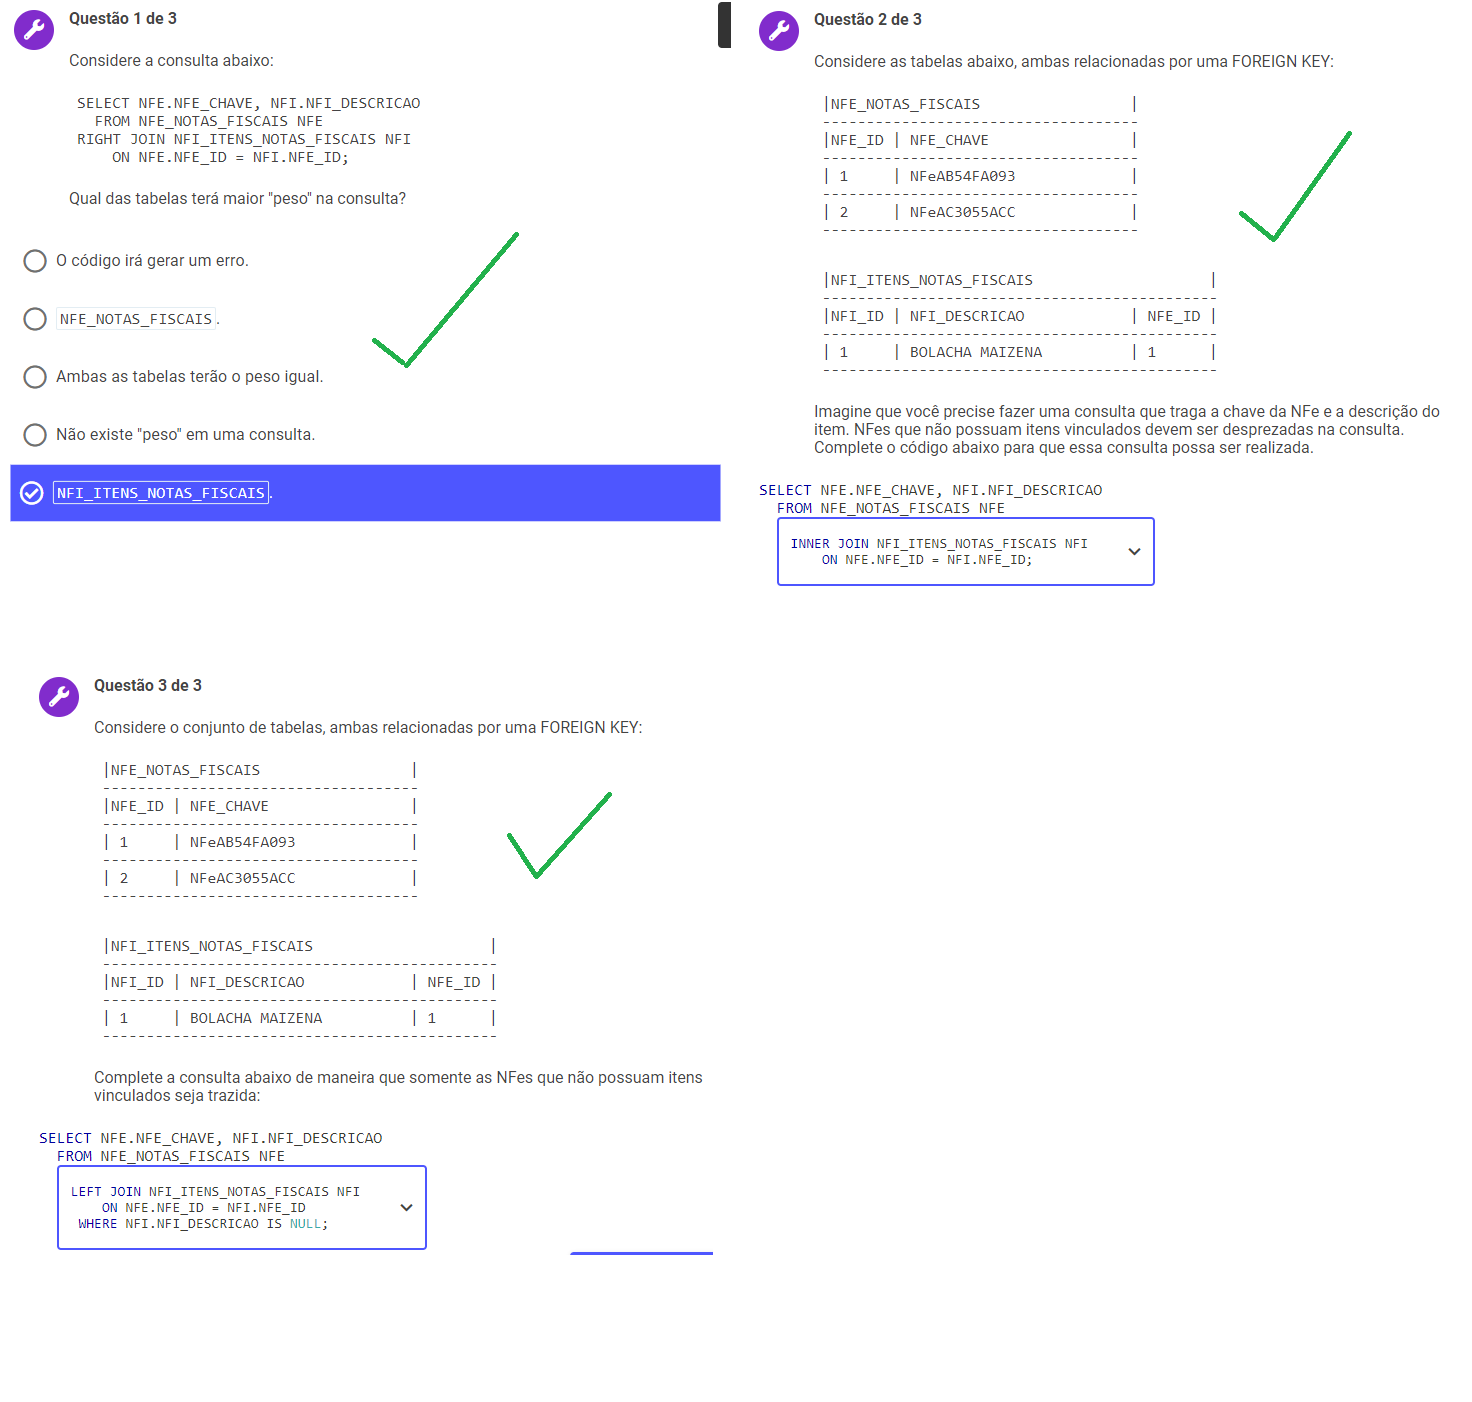 Questão 1 de 3
Considere a consulta abaixo:
SELECT NFE.NFE_CHAVE, NFI.NFI_DESCRICAO
FROM NFE_NOTAS_FISCAIS NFE
RIGHT JOIN NFI_ITENS_NOTAS_FISCAIS NFI
ON NFE.NFE_ID = NFI.NFE_ID;
Qual das tabelas terá maior "peso" na consulta?
O código irá gerar um erro.
NFE_NOTAS_FISCAIS.
Ambas as tabelas terão o peso igual.
Não existe "peso" em uma consulta.
NFI_ITENS_NOTAS_FISCAIS.
Questão 2 de 3
Considere as tabelas abaixo, ambas relacionadas por uma FOREIGN KEY:
|NFE_NOTAS_FISCAIS                 |
------------------------------------
|NFE_ID | NFE_CHAVE                |
------------------------------------
| 1     | NFeAB54FA093             |
------------------------------------
| 2     | NFeAC3055ACC             |
------------------------------------
|NFI_ITENS_NOTAS_FISCAIS                    |
---------------------------------------------
|NFI_ID | NFI_DESCRICAO            | NFE_ID |
---------------------------------------------
| 1     | BOLACHA MAIZENA          | 1      |
---------------------------------------------
Imagine que você precise fazer uma consulta que traga a chave da NFe e a descrição do
item. NFes que não possuam itens vinculados devem ser desprezadas na consulta.
Complete o código abaixo para que essa consulta possa ser realizada.
SELECT NFE.NFE_CHAVE, NFI.NFI_DESCRICAO
FROM NFE_NOTAS_FISCAIS NFE
INNER JOIN NFI_ITENS_NOTAS_FISCAIS NFI
ON NFE.NFE_ID = NFI.NFE_ID;
Questão 3 de 3
Considere o conjunto de tabelas, ambas relacionadas por uma FOREIGN KEY:
|NFE_NOTAS_FISCAIS                 |
------------------------------------
|NFE_ID | NFE_CHAVE                |
------------------------------------
| 1     | NFeAB54FA093             |
------------------------------------
| 2     | NFeAC3055ACC             |
------------------------------------
|NFI_ITENS_NOTAS_FISCAIS                    |
---------------------------------------------
|NFI_ID | NFI_DESCRICAO            | NFE_ID |
---------------------------------------------
| 1     | BOLACHA MAIZENA          | 1      |
---------------------------------------------
Complete a consulta abaixo de maneira que somente as NFes que não possuam itens
vinculados seja trazida:
SELECT NFE.NFE_CHAVE, NFI.NFI_DESCRICAO
FROM NFE_NOTAS_FISCAIS NFE
LEFT JOIN NFI_ITENS_NOTAS_FISCAIS NFI
ON NFE.NFE_ID = NFI.NFE_ID
WHERE NFI.NFI_DESCRICAO IS NULL;